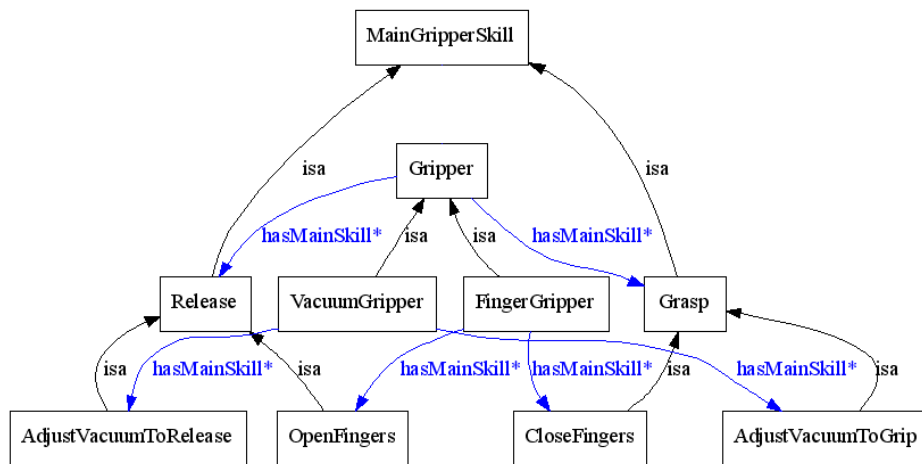 MainGripperSkill
isa
Gripper
isa
hasMainSkill*
isa
isa
hasMainSkill*
Release
VacuumGripper
FingerGripper
Grasp
isa
hasMainSkill*
isa
hasMainSkill*
hasMainSkill*
isa
hasMainSkill*
isa
AdjustVacuumToRelease
OpenFingers
CloseFingers
AdjustVacuumToGrip